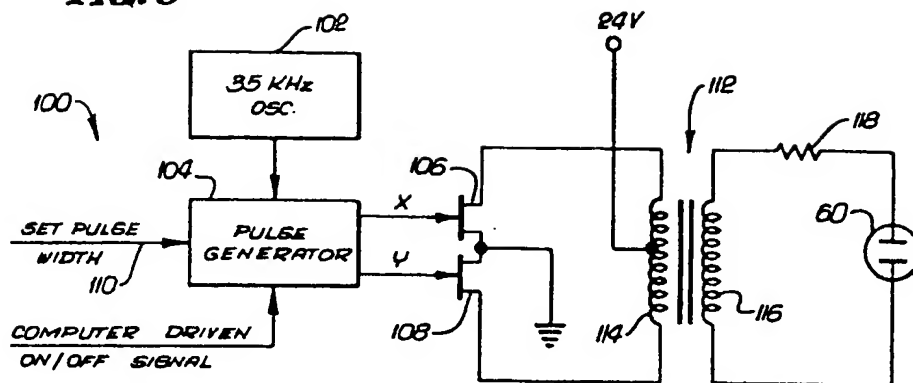 24V
102
35 KHz
OSC.
100
112
118
104
106
X
60
SET PULSE
WIDTH
PULSE
GENERATOR
110
Y
108
114
116
COMPUTER DRIVEN
ON/OFF SIGNAL